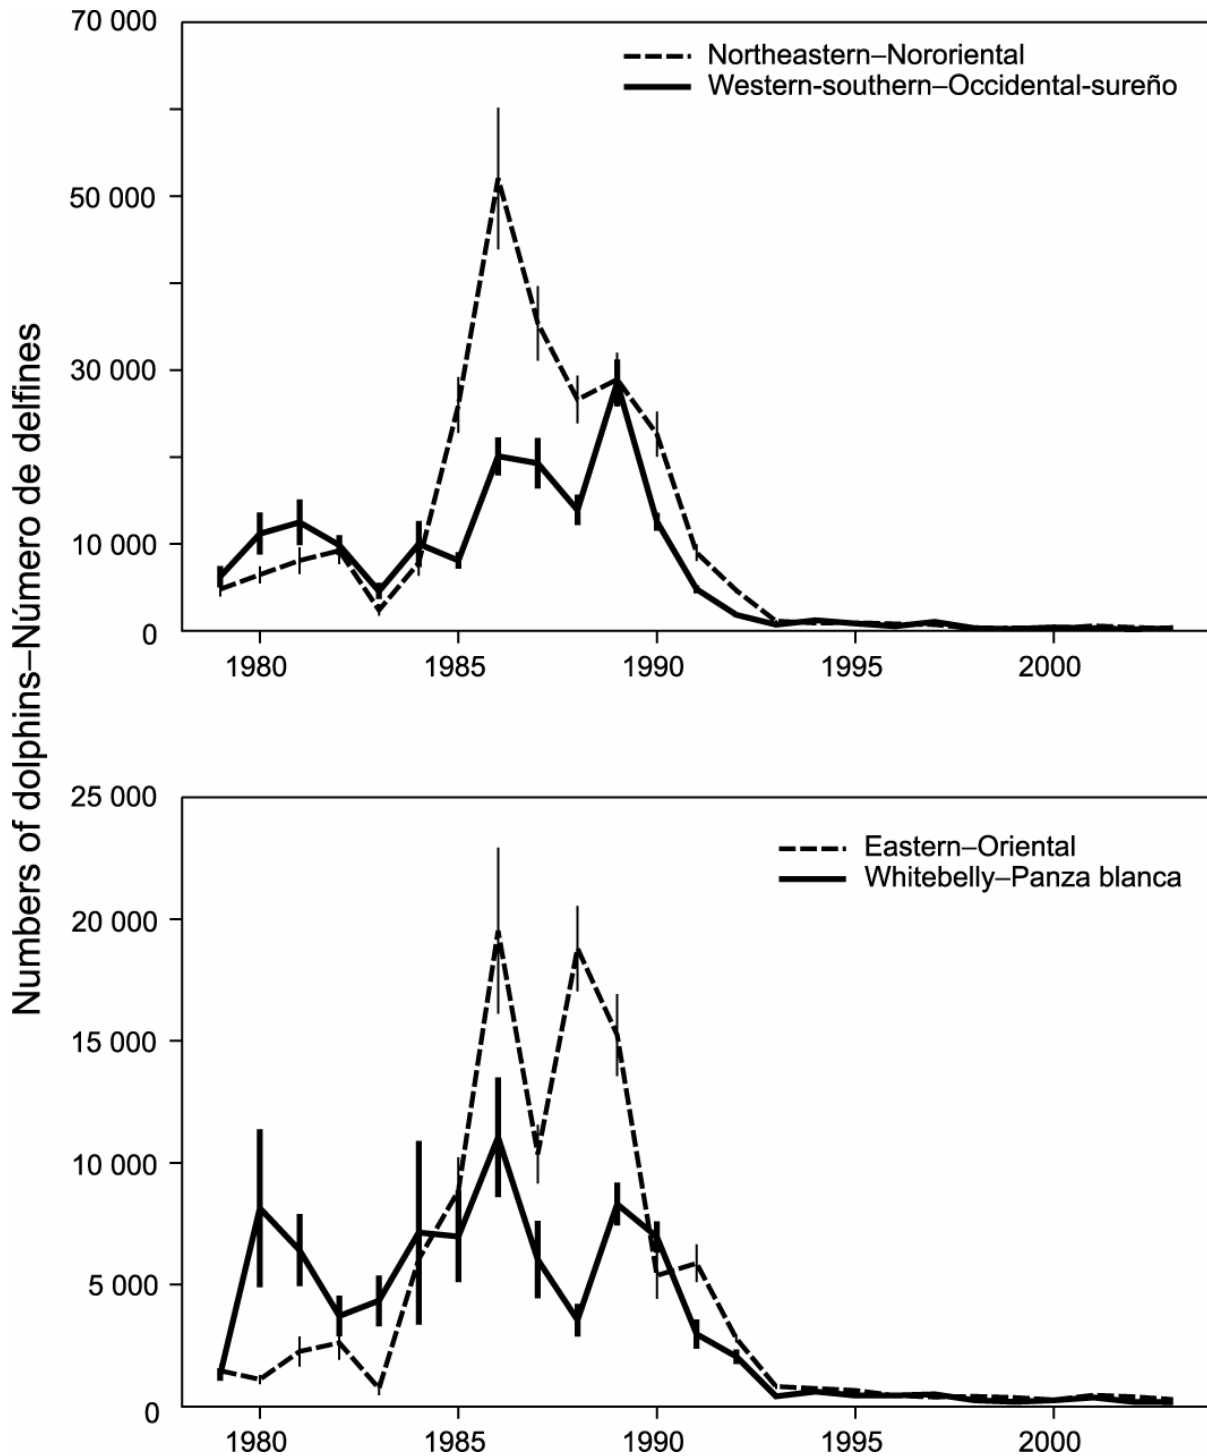 Numbers of dolphins–Número de delfines
70 000
50 000
30 000
10 000
0
Northeastern–Nororiental
Western-southern–Occidental-sureño
1980 1985 1990 1995 2000
25 000
20 000
15 000
10 000
5 000
0
Eastern–Oriental
Whitebelly–Panza blanca
1980 1985 1990 1995 2000